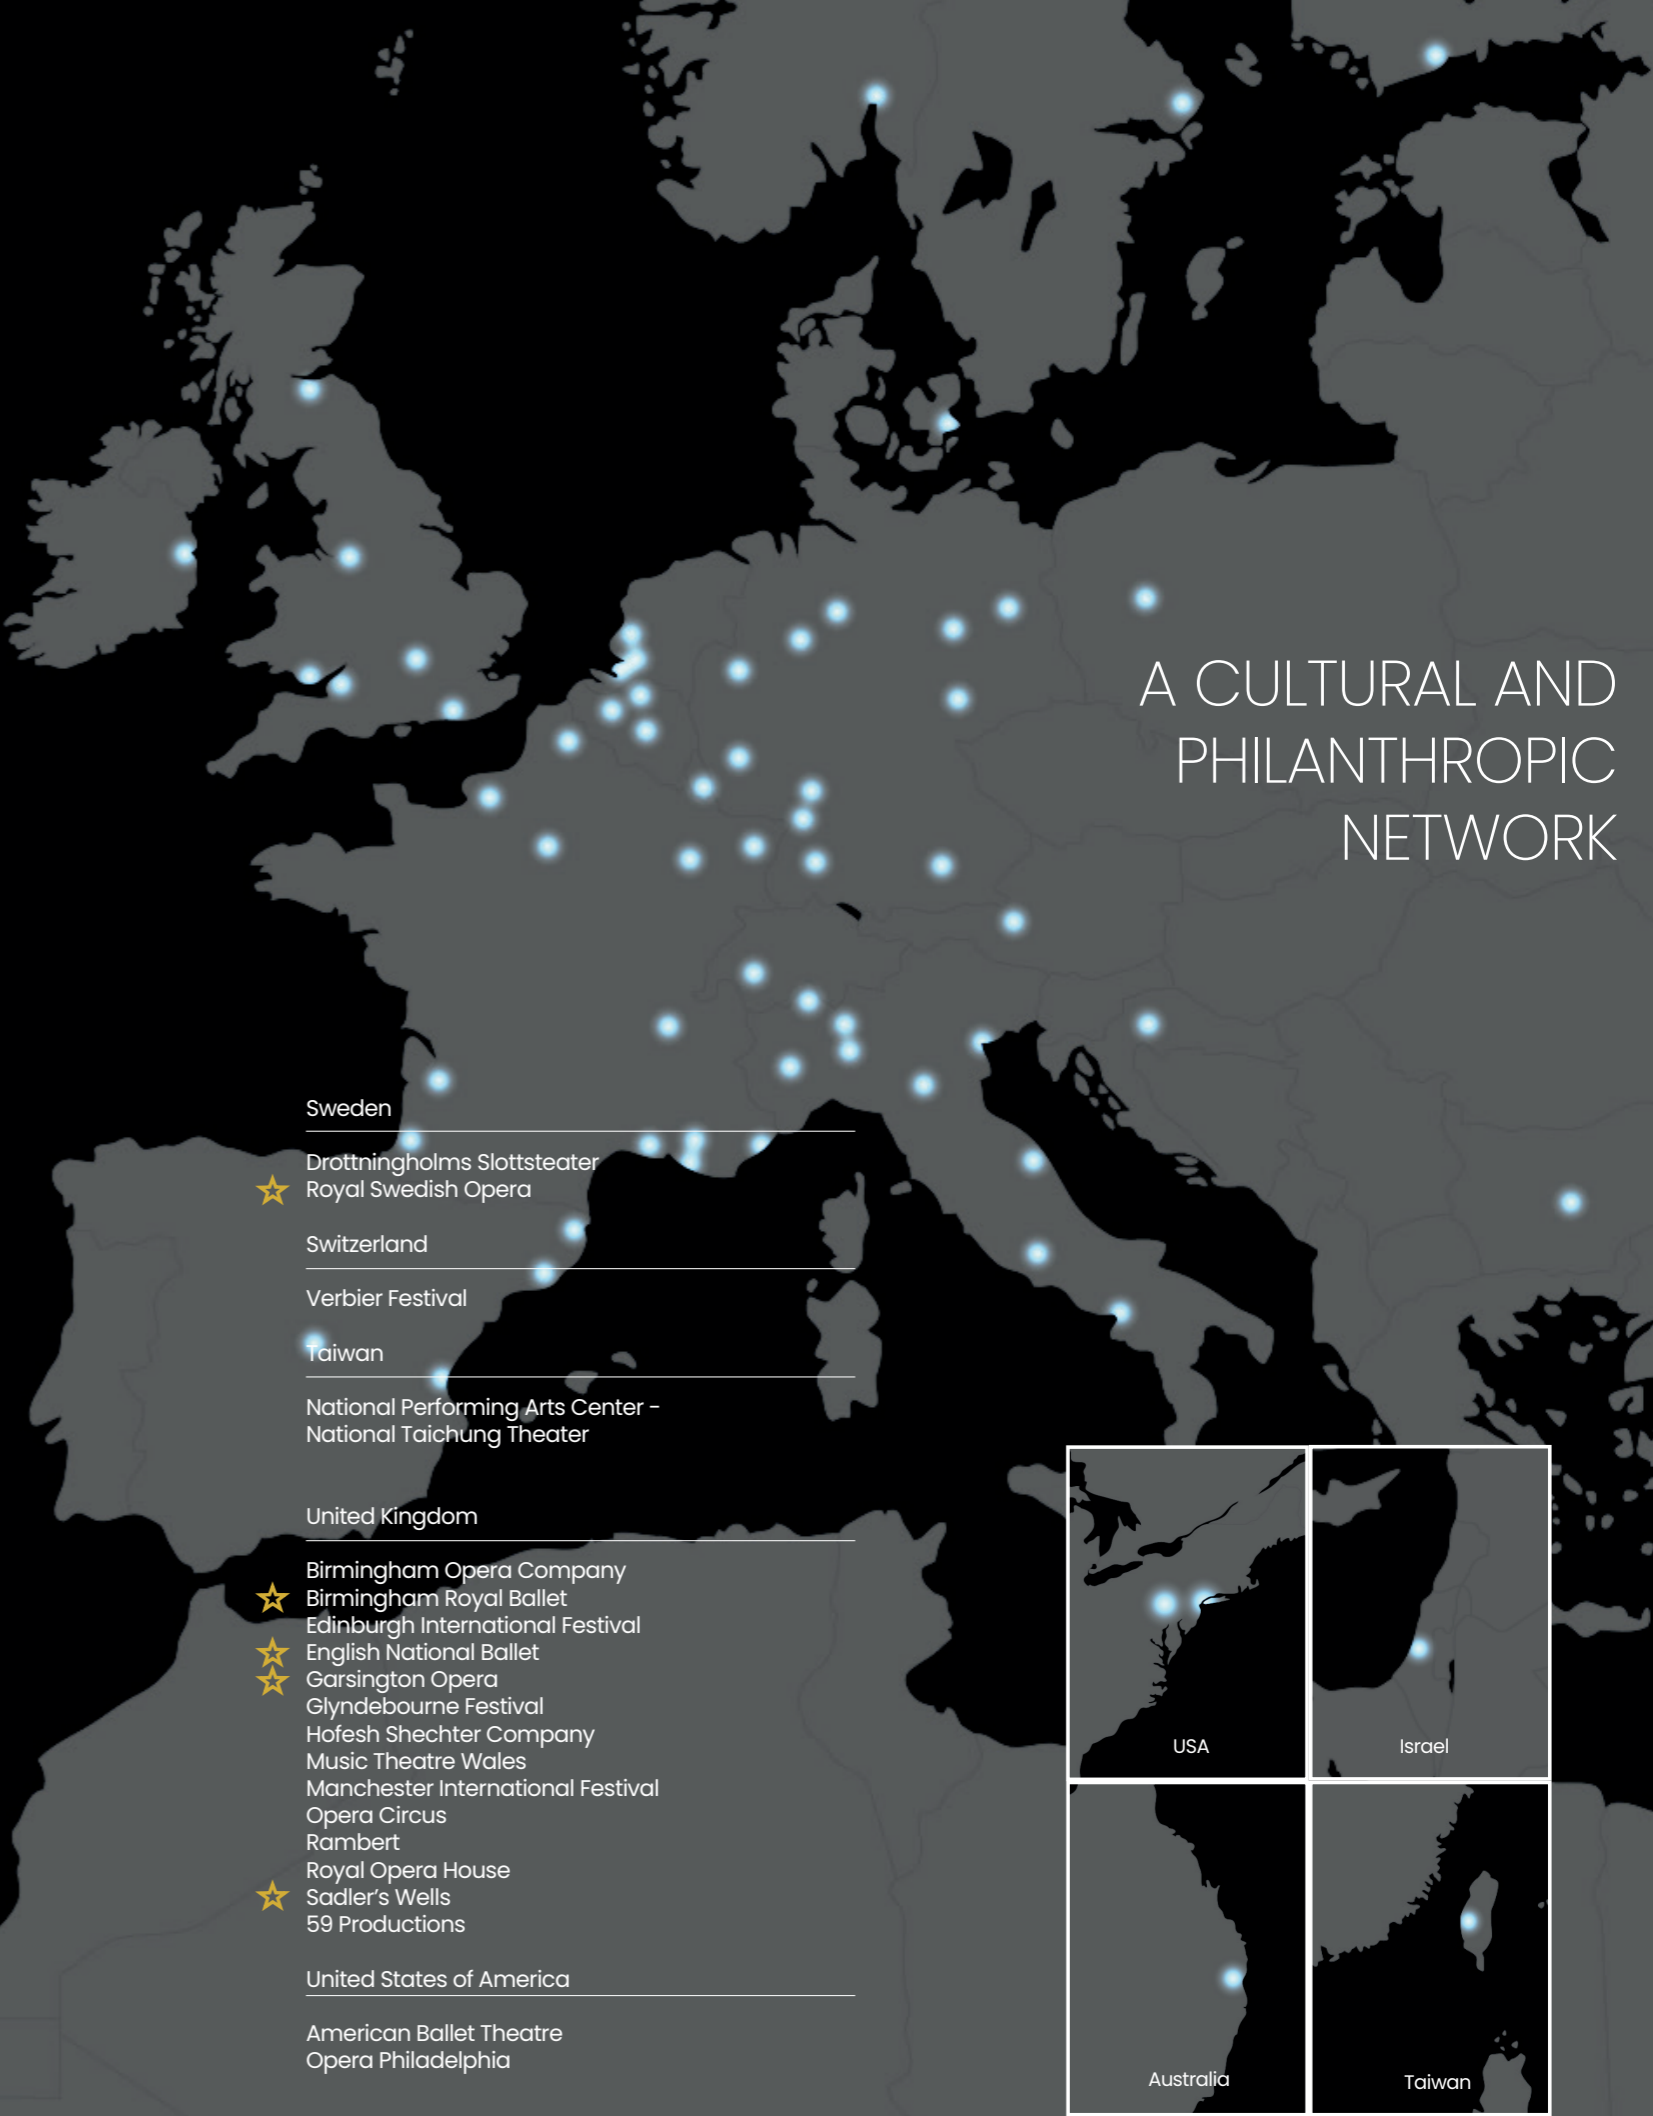 A CULTURAL AND
PHILANTHROPIC
NETWORK
Sweden
Drottningholms Slottsteater
Royal Swedish Opera
Switzerland
Verbier Festival
Taiwan
National Performing Arts Center -
National Taichung Theater
United Kingdom
Birmingham Opera Company
Birmingham Royal Ballet
Edinburgh International Festival
English National Ballet
Garsington Opera
Glyndebourne Festival
Hofesh Shechter Company
Music Theatre Wales
Manchester International Festival
Opera Circus
Rambert
Royal Opera House
Sadler's Wells
59 Productions
United States of America
American Ballet Theatre
Opera Philadelphia
USA
Israel
Australia
Taiwan